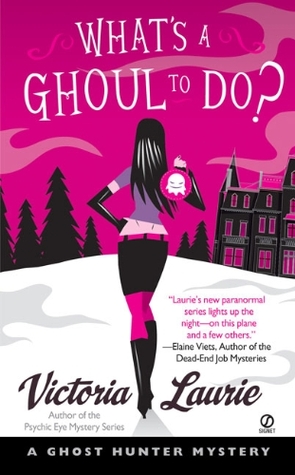 WHAT'S A
GHOUL TO DO?
"Laurie's new paranormal
series lights up the
night—on this plane
and a few others."
—Elaine Viets, Author of the
Dead-End Job Mysteries
Victoria Laurie
Author of the
Psychic Eye Mystery Series
SIGNET
A GHOST HUNTER MYSTERY